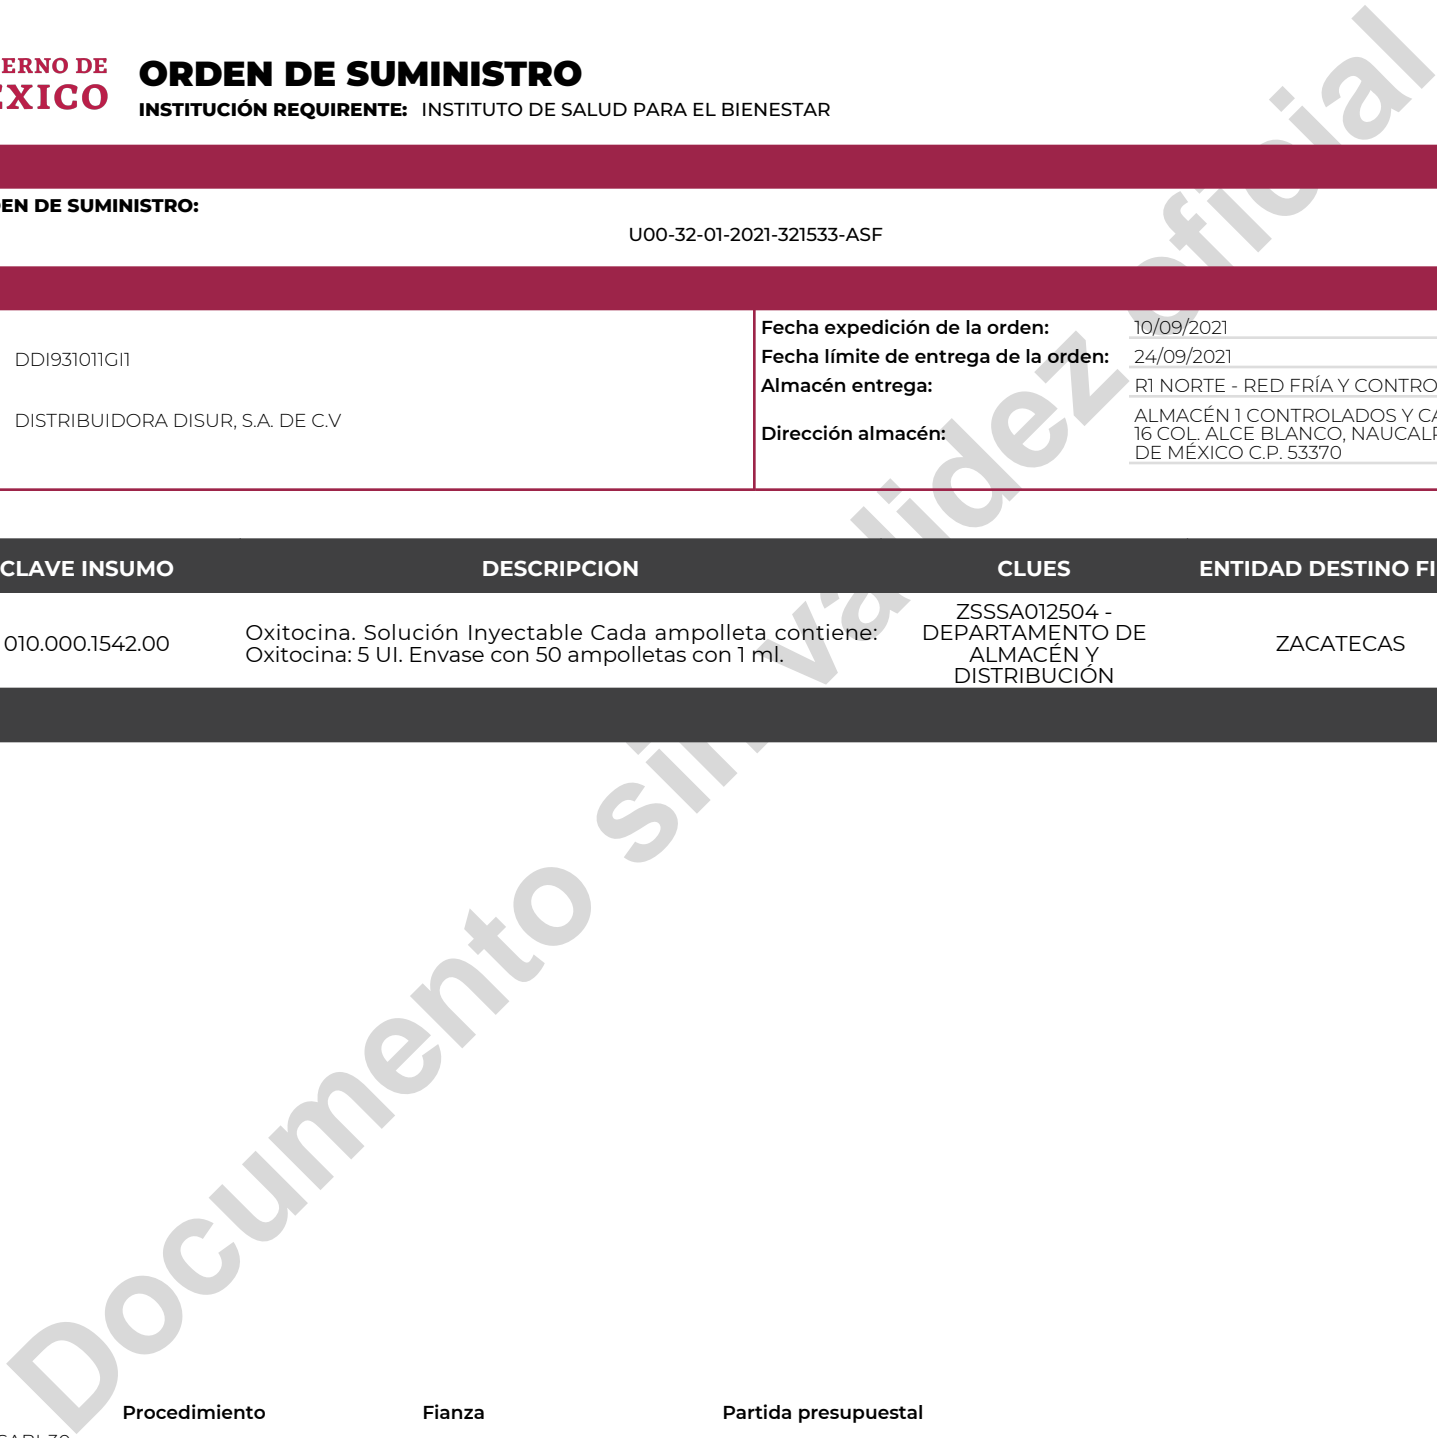 ERNO DE
ORDEN DE SUMINISTRO
XICO
INSTITUCIÓN REQUIRENTE: INSTITUTO DE SALUD PARA EL BIENESTAR
EN DE SUMINISTRO:
U00-32-01-2021-321533-ASF
DDI931011GI1
DISTRIBUIDORA DISUR, S.A. DE C.V
Fecha expedición de la orden: 10/09/2021
Fecha límite de entrega de la orden: 24/09/2021
Almacén entrega: R1 NORTE - RED FRÍA Y CONTRO
Dirección almacén: ALMACÉN 1 CONTROLADOS Y CA
16 COL. ALCE BLANCO, NAUCALP
DE MÉXICO C.P. 53370
CLAVE INSUMO DESCRIPCION CLUES ENTIDAD DESTINO FI
010.000.1542.00
Oxitocina. Solución Inyectable Cada ampolleta contiene:
Oxitocina: 5 UI. Envase con 50 ampolletas con 1 ml.
ZSSSA012504 -
DEPARTAMENTO DE
ALMACÉN Y
DISTRIBUCIÓN
ZACATECAS
Documento sin validez oficial
Procedimiento Fianza Partida presupuestal